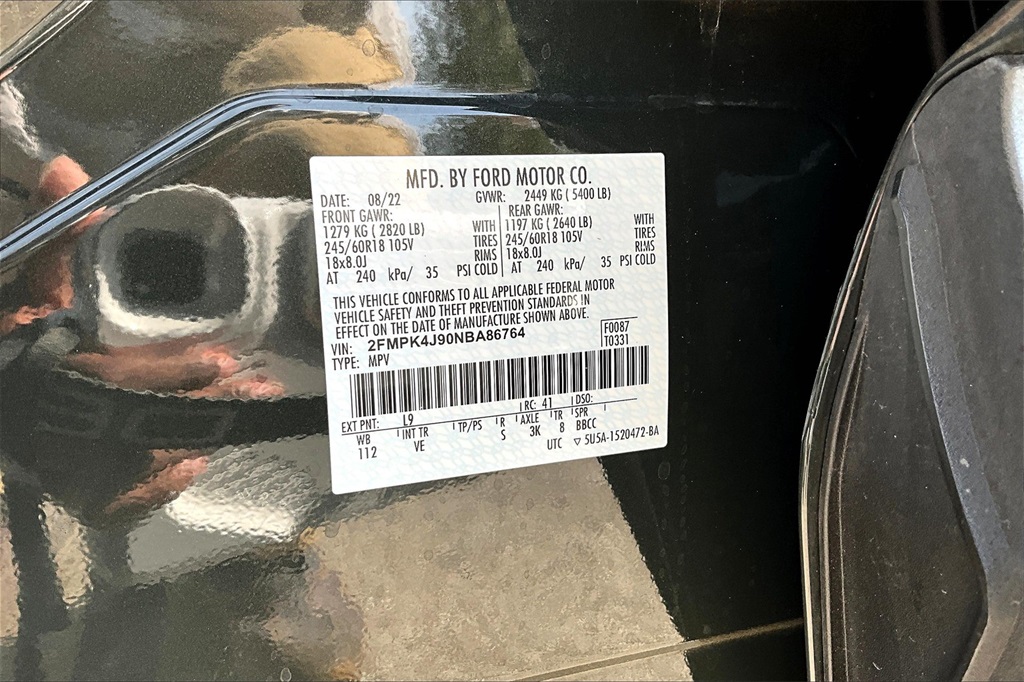 MFD. BY FORD MOTOR CO.
DATE: 08/22 GVWR: 2449 KG ( 5400 LB)
FRONT GAWR: REAR GAWR:
1279 KG ( 2820 LB) WITH 1197 KG ( 2640 LB) WITH
245/60R18 105V TIRES 245/60R18 105V TIRES
18x8.0J RIMS 18x8.0J RIMS
AT 240 kPa/ 35 PSI COLD AT 240 kPa/ 35 PSI COLD
THIS VEHICLE CONFORMS TO ALL APPLICABLE FEDERAL MOTOR
VEHICLE SAFETY AND THEFT PREVENTION STANDARDS IN
EFFECT ON THE DATE OF MANUFACTURE SHOWN ABOVE.
VIN: 2FMPK4J90NBA86764 F0087
TYPE: MPV T0331
EXT PNT: L9 RC: 41 DSO:
WB INT TR TP/PS R AXLE TR SPR
112 VE S 3K 8 BBCC
UTC ▽ 5U5A-1520472-BA